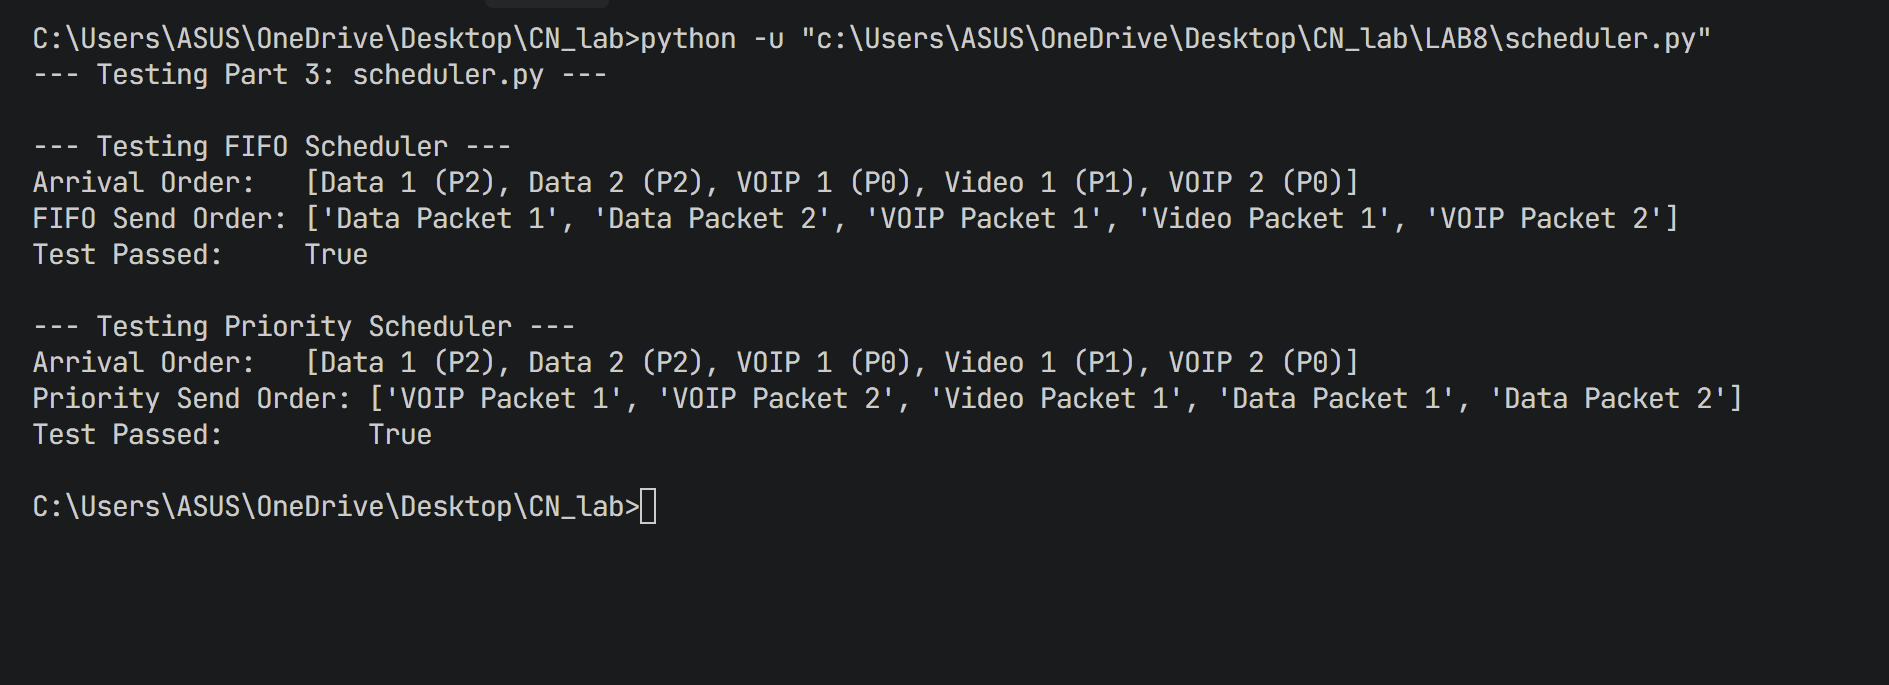 C:\Users\ASUS\OneDrive\Desktop\CN_lab>python -u "c:\Users\ASUS\OneDrive\Desktop\CN_lab\LAB8\scheduler.py"
--- Testing Part 3: scheduler.py ---
--- Testing FIFO Scheduler ---
Arrival Order:   [Data 1 (P2), Data 2 (P2), VOIP 1 (P0), Video 1 (P1), VOIP 2 (P0)]
FIFO Send Order: ['Data Packet 1', 'Data Packet 2', 'VOIP Packet 1', 'Video Packet 1', 'VOIP Packet 2']
Test Passed:     True
--- Testing Priority Scheduler ---
Arrival Order:   [Data 1 (P2), Data 2 (P2), VOIP 1 (P0), Video 1 (P1), VOIP 2 (P0)]
Priority Send Order: ['VOIP Packet 1', 'VOIP Packet 2', 'Video Packet 1', 'Data Packet 1', 'Data Packet 2']
Test Passed:         True
C:\Users\ASUS\OneDrive\Desktop\CN_lab>